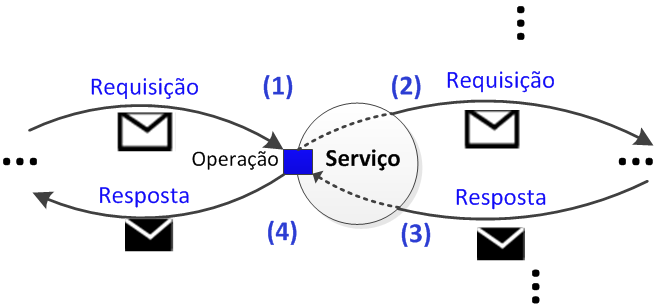 Requisição
(1)
(2)
Requisição
Operação
Serviço
Resposta
(4)
(3)
Resposta